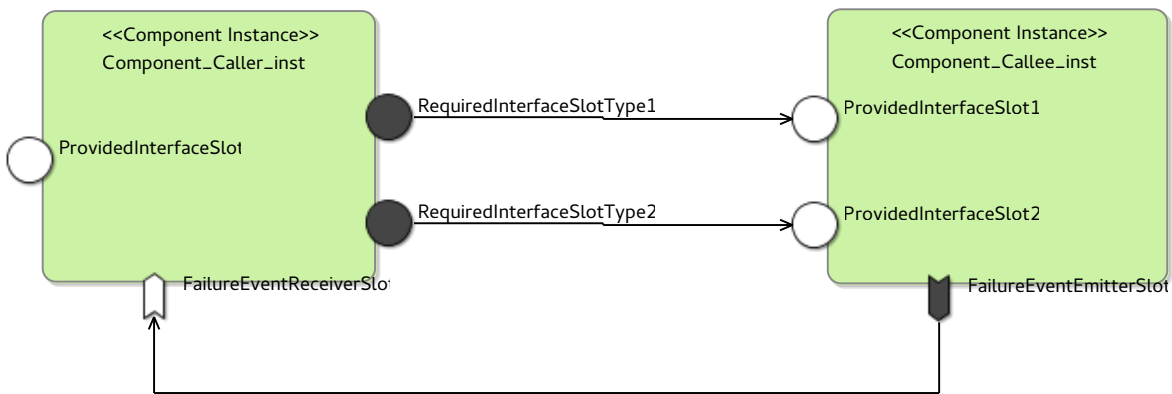 <<Component Instance>>
Component_Caller_inst
ProvidedInterfaceSlot
RequiredInterfaceSlotType1
RequiredInterfaceSlotType2
FailureEventReceiverSlot
<<Component Instance>>
Component_Callee_inst
ProvidedInterfaceSlot1
ProvidedInterfaceSlot2
FailureEventEmitterSlot